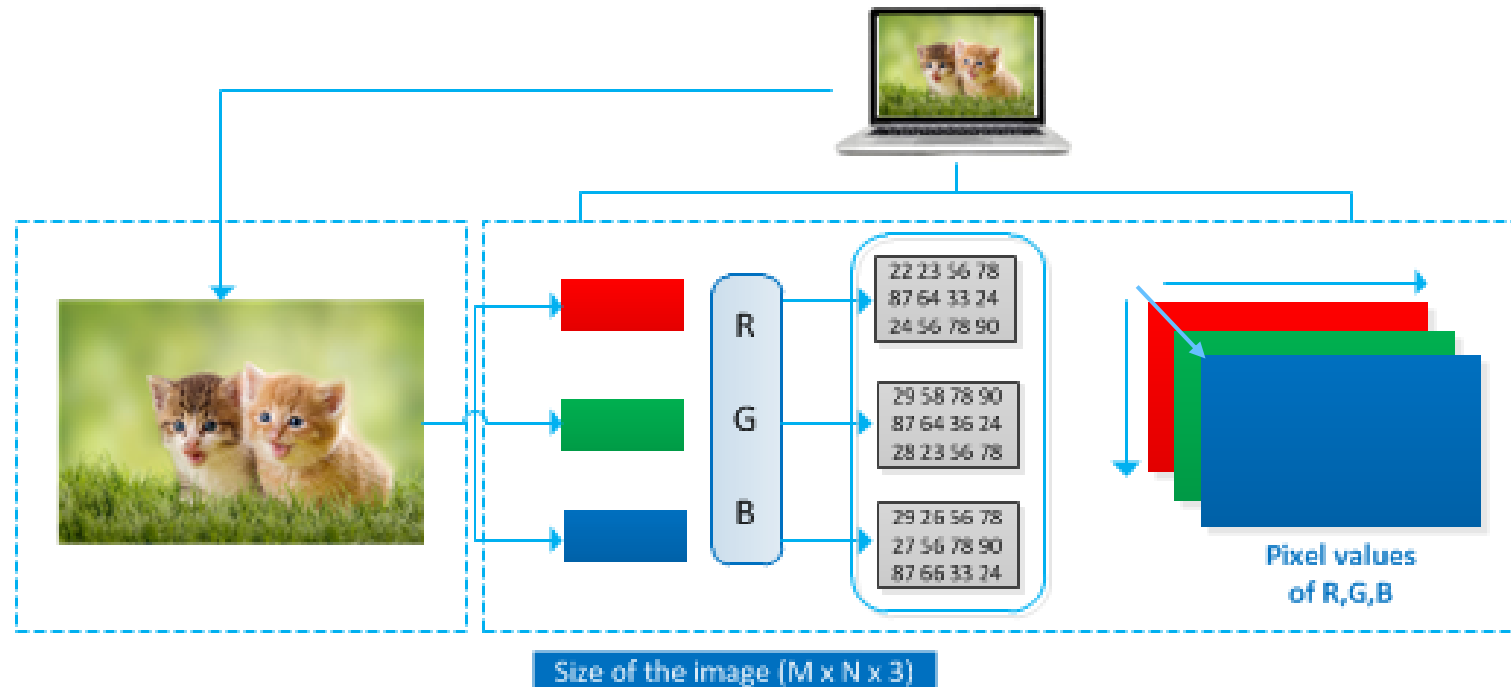 R
22 23 56 78
87 64 33 24
24 56 78 90
G
29 58 78 90
87 64 36 24
28 23 56 78
B
29 26 56 78
27 56 78 90
87 66 33 24
Pixel values
of R,G,B
Size of the image (M x N x 3)